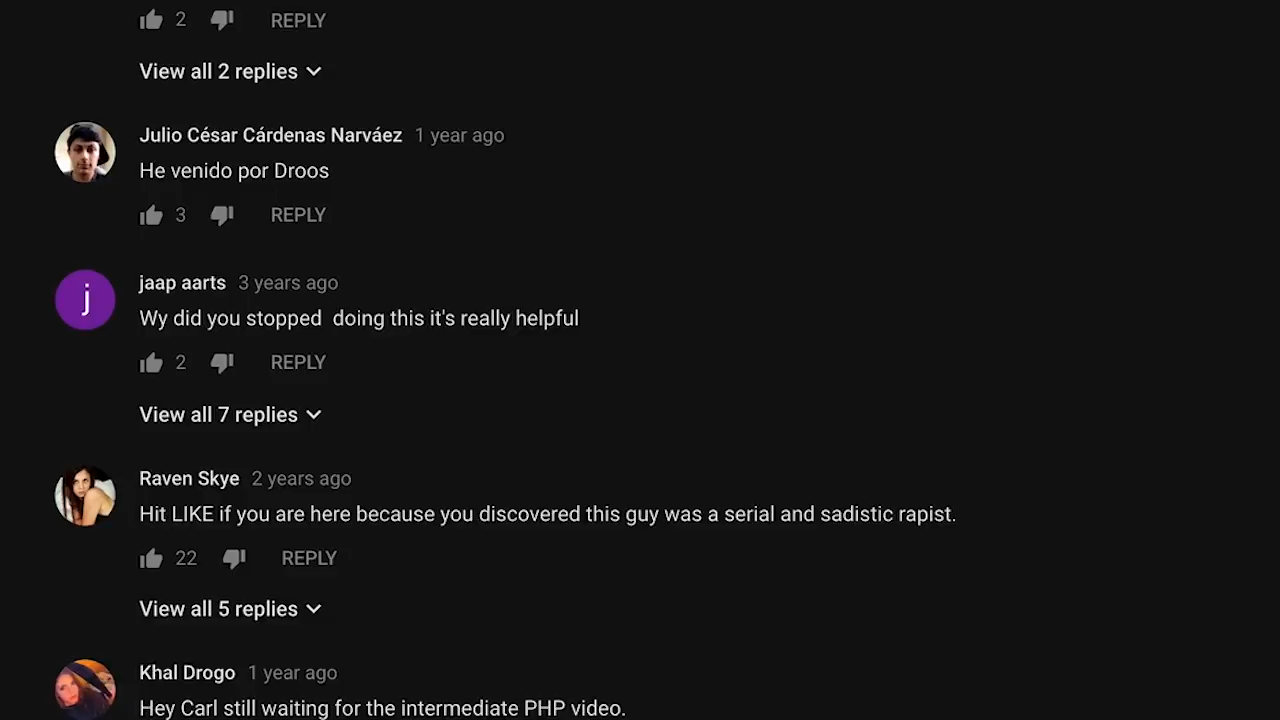 2 REPLY
View all 2 replies
Julio César Cárdenas Narváez 1 year ago
He venido por Droos
3 REPLY
j
jaap aarts 3 years ago
Wy did you stopped  doing this it's really helpful
2 REPLY
View all 7 replies
Raven Skye 2 years ago
Hit LIKE if you are here because you discovered this guy was a serial and sadistic rapist.
22 REPLY
View all 5 replies
Khal Drogo 1 year ago
Hey Carl still waiting for the intermediate PHP video.